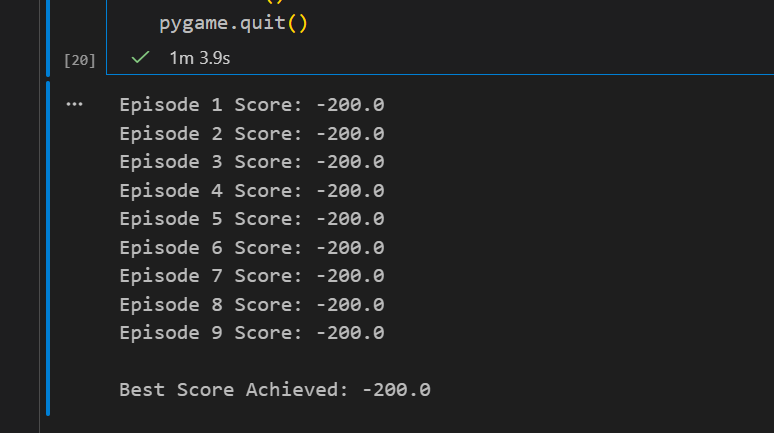 ()
pygame.quit()
[20]
1m 3.9s
Episode 1 Score: -200.0
Episode 2 Score: -200.0
Episode 3 Score: -200.0
Episode 4 Score: -200.0
Episode 5 Score: -200.0
Episode 6 Score: -200.0
Episode 7 Score: -200.0
Episode 8 Score: -200.0
Episode 9 Score: -200.0
Best Score Achieved: -200.0